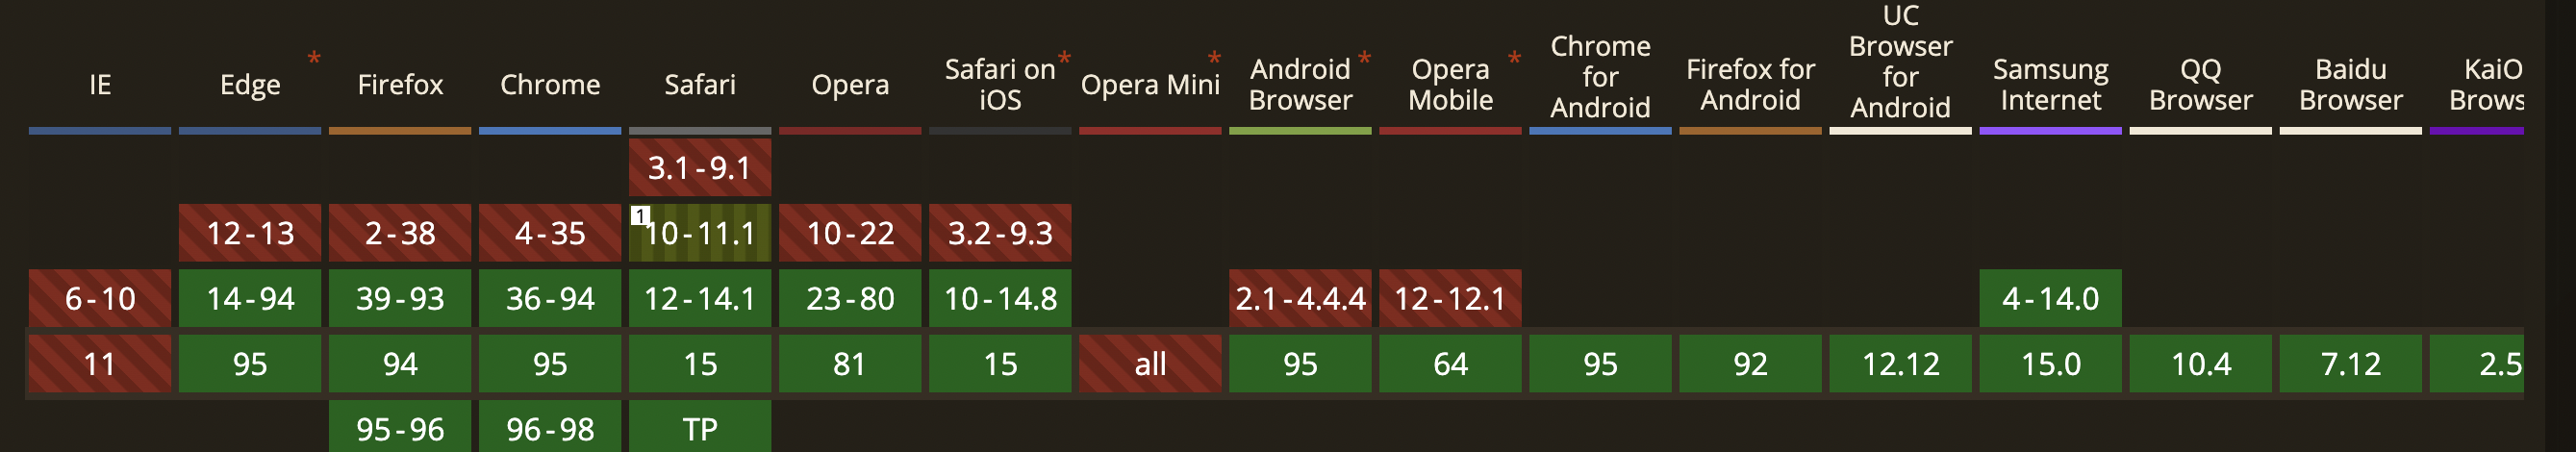 IE
Edge *
Firefox
Chrome
Safari
Opera
Safari on *
iOS
Opera Mini *
Android *
Browser
Opera *
Mobile
Chrome
for
Android
Firefox for
Android
UC
Browser
for
Android
Samsung
Internet
QQ
Browser
Baidu
Browser
KaiO
Brows
3.1-9.1
12-13 2-38 4-35 1 10-11.1 10-22 3.2-9.3
6-10 14-94 39-93 36-94 12-14.1 23-80 10-14.8 2.1-4.4.4 12-12.1 4-14.0
11 95 94 95 15 81 15 all 95 64 95 92 12.12 15.0 10.4 7.12 2.5
95-96 96-98 TP